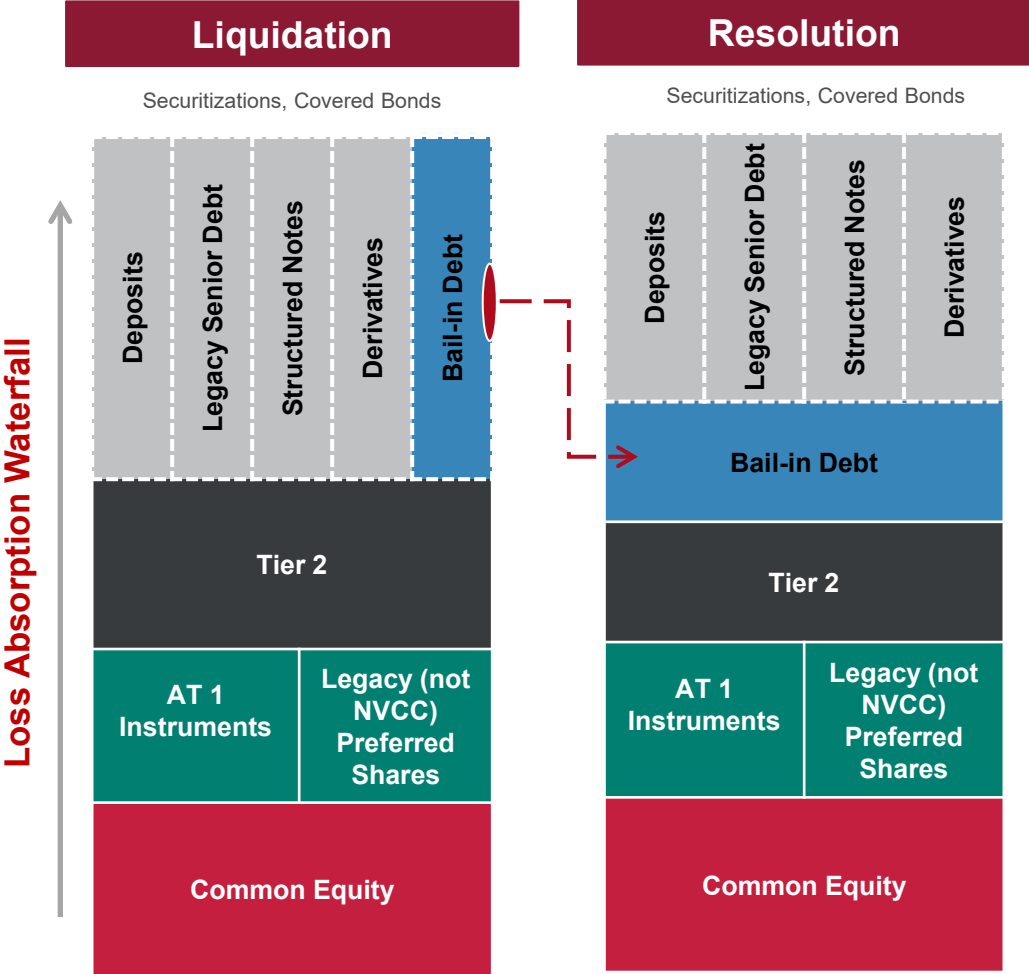 Liquidation
Securitizations, Covered Bonds
Deposits
Legacy Senior Debt
Structured Notes
Derivatives
Bail-in Debt
Tier 2
AT 1
Instruments
Legacy (not
NVCC)
Preferred
Shares
Common Equity
Loss Absorption Waterfall
Resolution
Securitizations, Covered Bonds
Deposits
Legacy Senior Debt
Structured Notes
Derivatives
Bail-in Debt
Tier 2
AT 1
Instruments
Legacy (not
NVCC)
Preferred
Shares
Common Equity